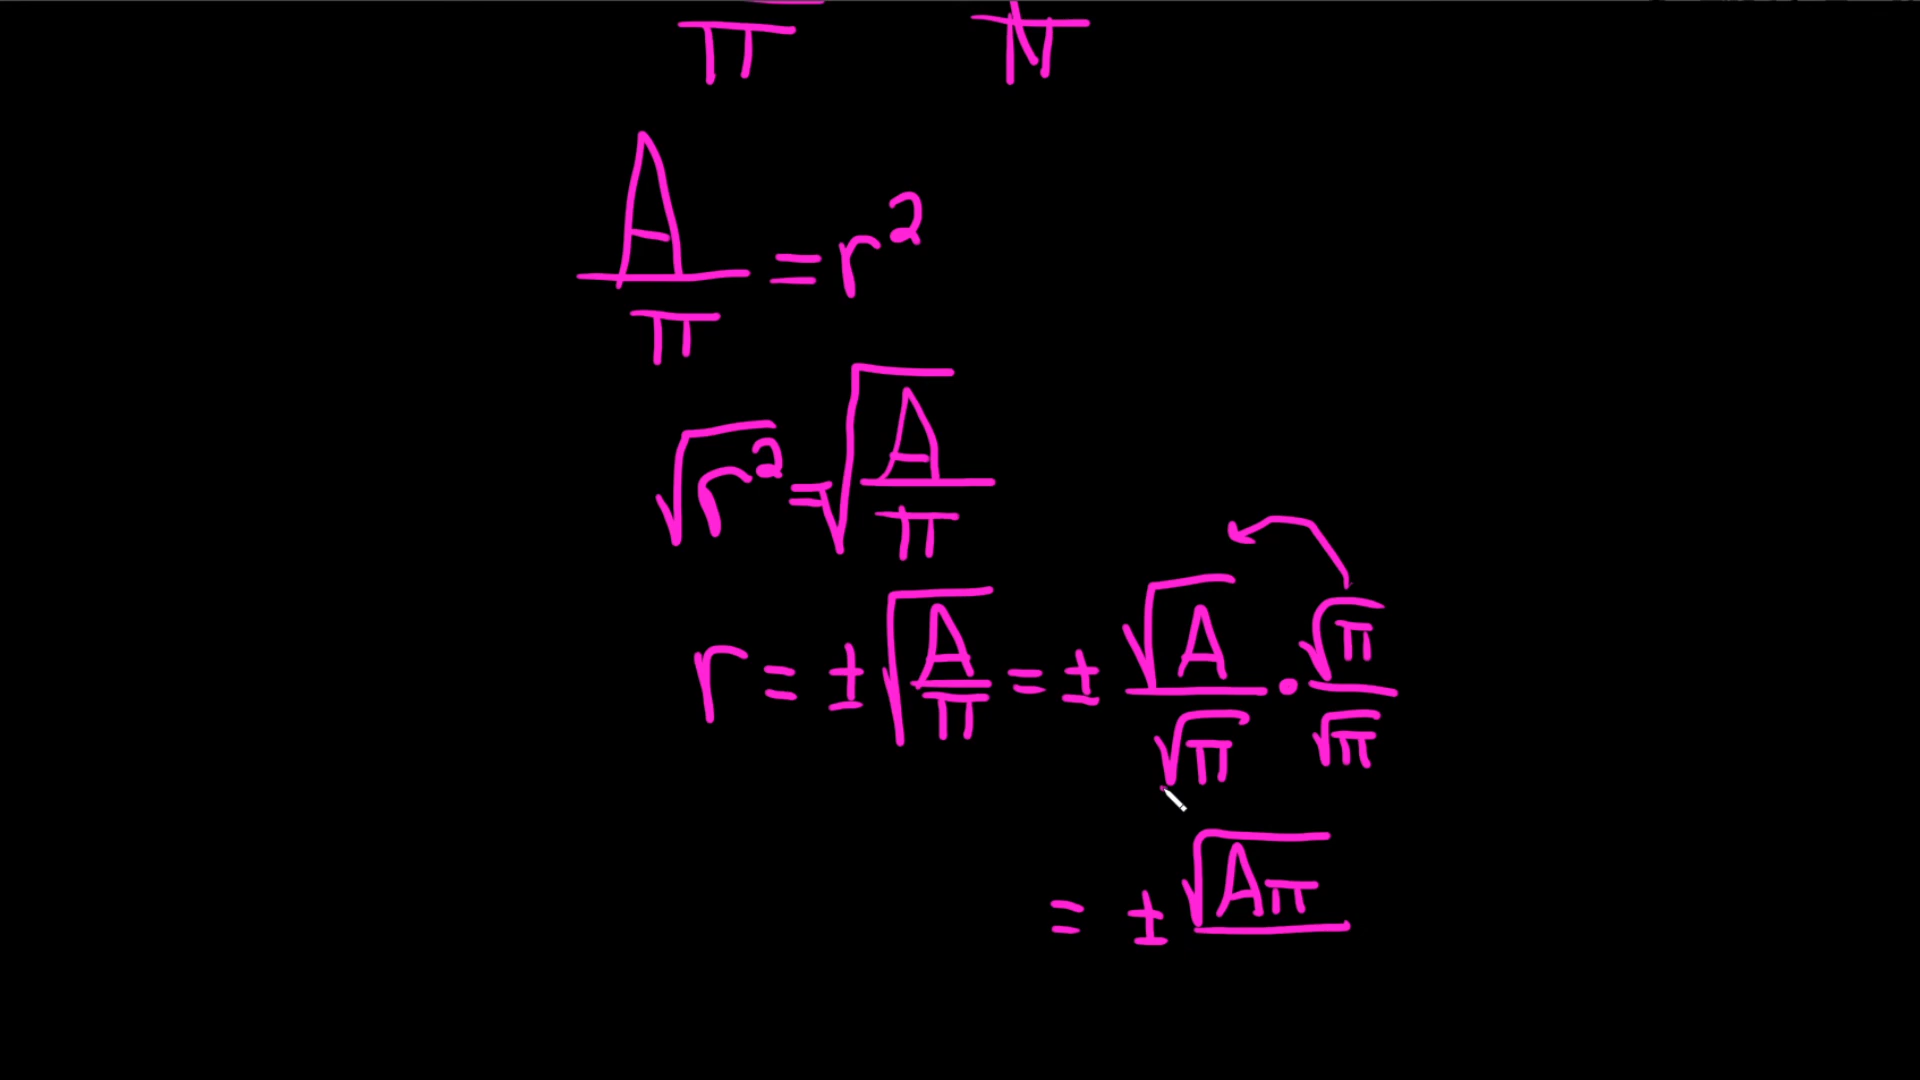 π π
A/π = r²
√r² = √(A/π)
r = ± √(A/π) = ± √A/√π · √π/√π
= ± √Aπ